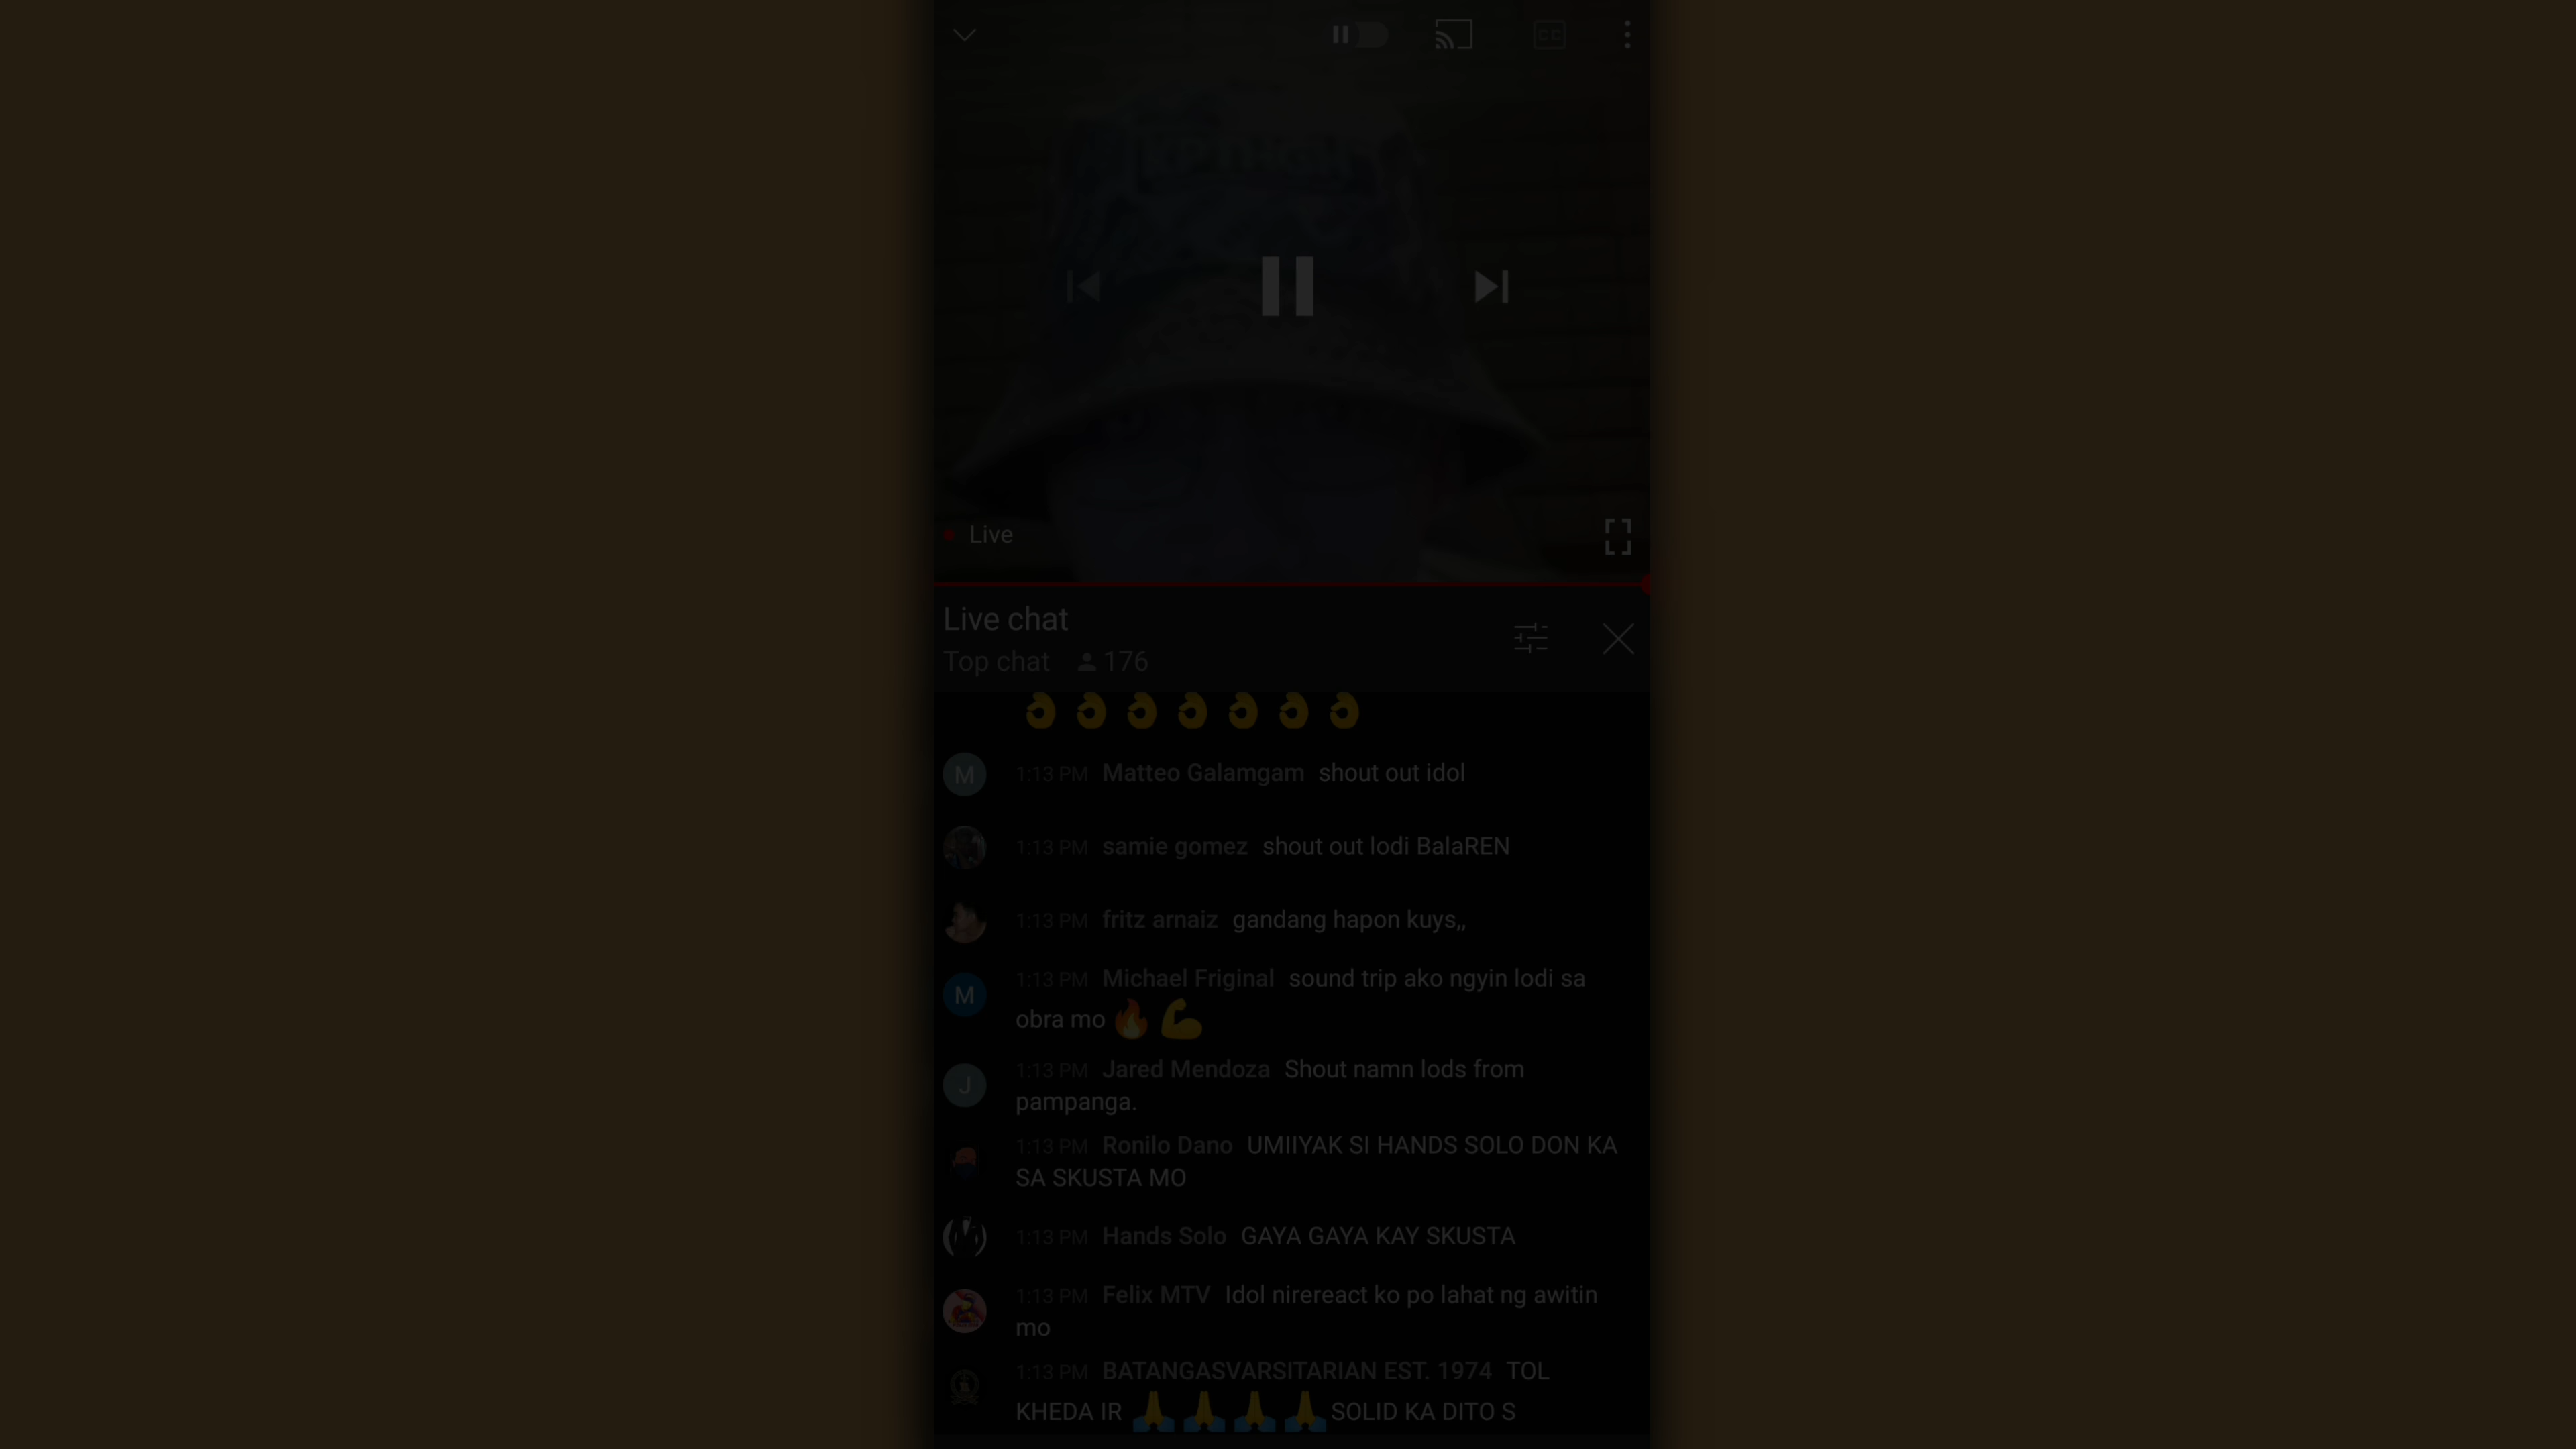 CC
Live
Live chat
Top chat 176
M 1:13 PM Matteo Galamgam shout out idol
1:13 PM samie gomez shout out lodi BalaREN
1:13 PM fritz arnaiz gandang hapon kuys,,
1:13 PM Michael Friginal sound trip ako ngyin lodi sa
M
obra mo 🔥 💪
1:13 PM Jared Mendoza Shout namn lods from
J
pampanga.
1:13 PM Ronilo Dano UMIIYAK SI HANDS SOLO DON KA
SA SKUSTA MO
1:13 PM Hands Solo GAYA GAYA KAY SKUSTA
1:13 PM Felix MTV Idol nirereact ko po lahat ng awitin
mo
1:13 PM BATANGASVARSITARIAN EST. 1974 TOL
KHEDA IR 🙏 🙏 🙏 🙏 SOLID KA DITO S